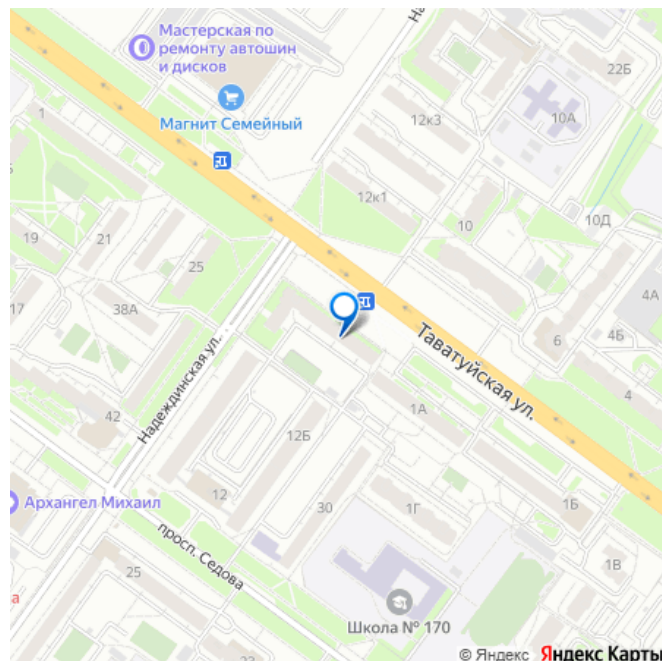 На
Мастерская по
ремонту автошин
и дисков
22Б
Магнит Семейный
1
12к3
10А
12к1
10
10Д
19
21
25
17
38А
4А
4Б
6
Таватуйская ул.
Надеждинская ул.
4
1А
42
12Б
12
30
1Г
1Б
Архангел Михаил
просп. Седова
25
1В
а
Школа № 170
© Яндекс Яндекс Карты